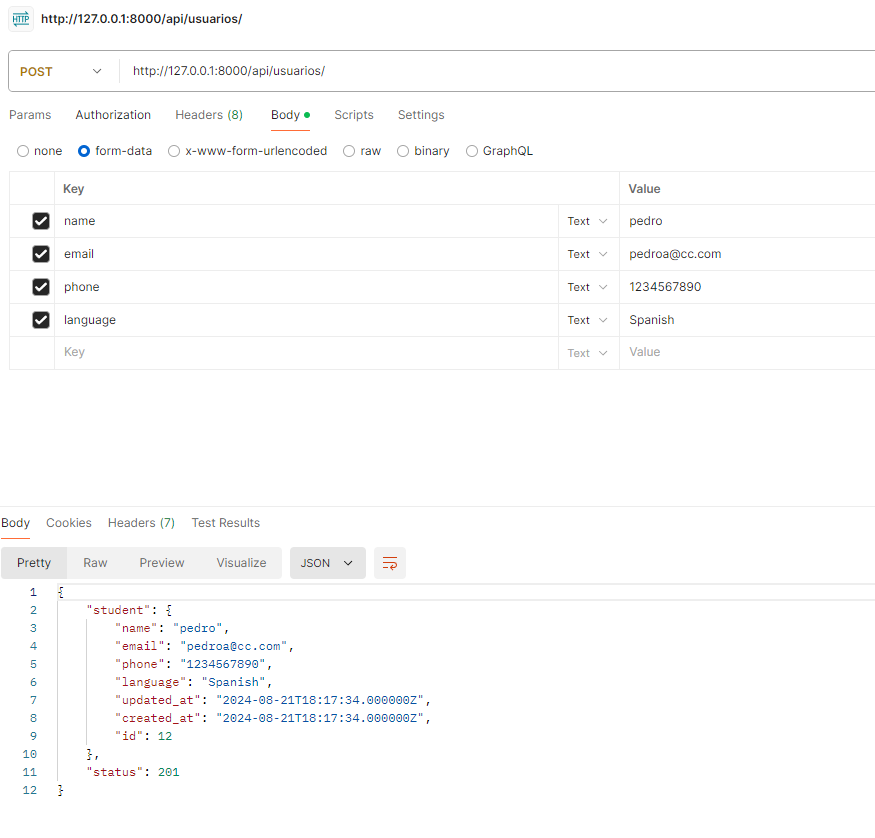 HTTP http://127.0.0.1:8000/api/usuarios/
POST http://127.0.0.1:8000/api/usuarios/
Params Authorization Headers (8) Body Scripts Settings
none form-data x-www-form-urlencoded raw binary GraphQL
Key Value
name Text pedro
email Text pedroa@cc.com
phone Text 1234567890
language Text Spanish
Key Text Value
Body Cookies Headers (7) Test Results
Pretty Raw Preview Visualize JSON
1 {
2 "student": {
3 "name": "pedro",
4 "email": "pedroa@cc.com",
5 "phone": "1234567890",
6 "language": "Spanish",
7 "updated_at": "2024-08-21T18:17:34.000000Z",
8 "created_at": "2024-08-21T18:17:34.000000Z",
9 "id": 12
10 },
11 "status": 201
12 }